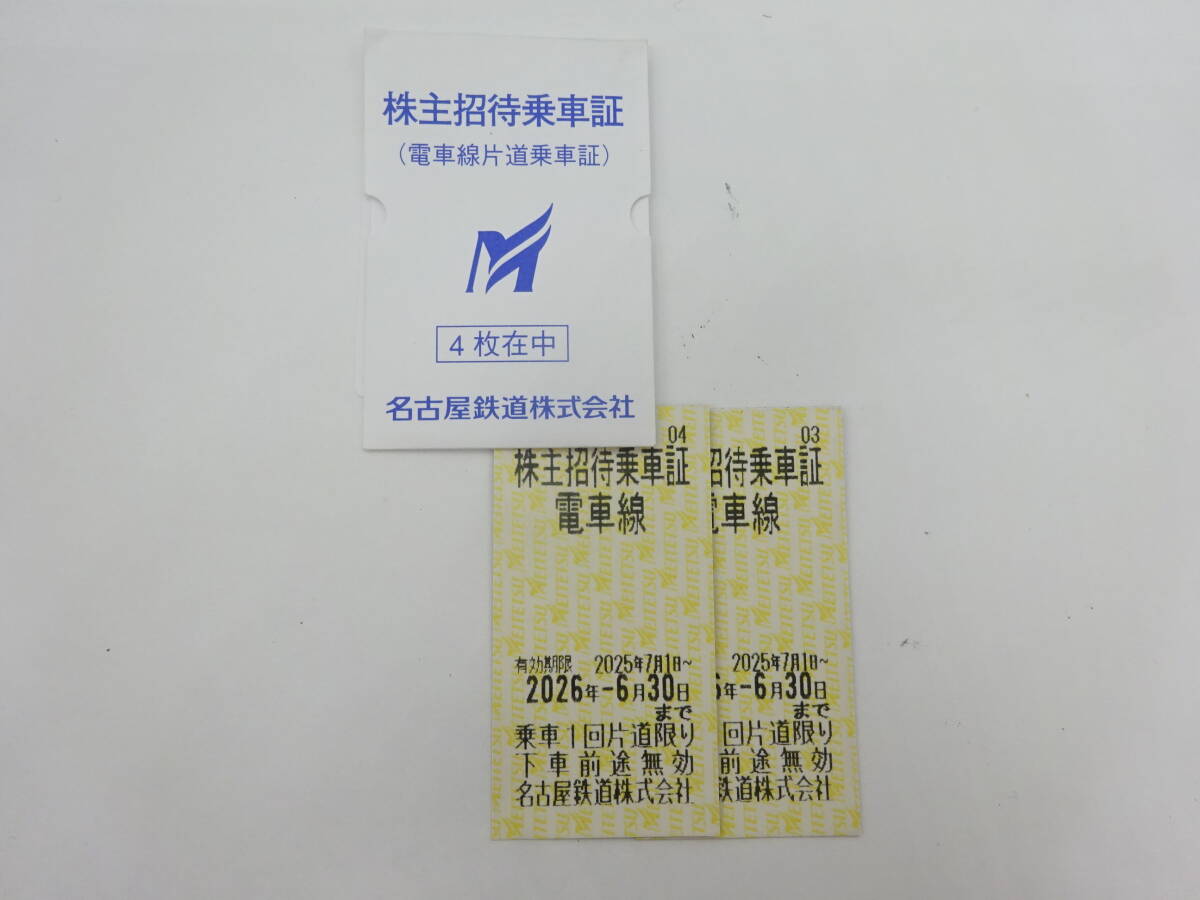 株主招待乗車証
（電車線片道乗車証）
4枚在中
名古屋鉄道株式会社
04
株主招待乗車証
電車線
有効期限 2025年7月1日~
2026年-6月30日
まで
乗車1回片道限り
下車前途無効
名古屋鉄道株式会社
03
招待乗車証
電車線
2025年7月1日~
6年-6月30日
まで
回片道限り
前途無効
鉄道株式会社
MEITETSU